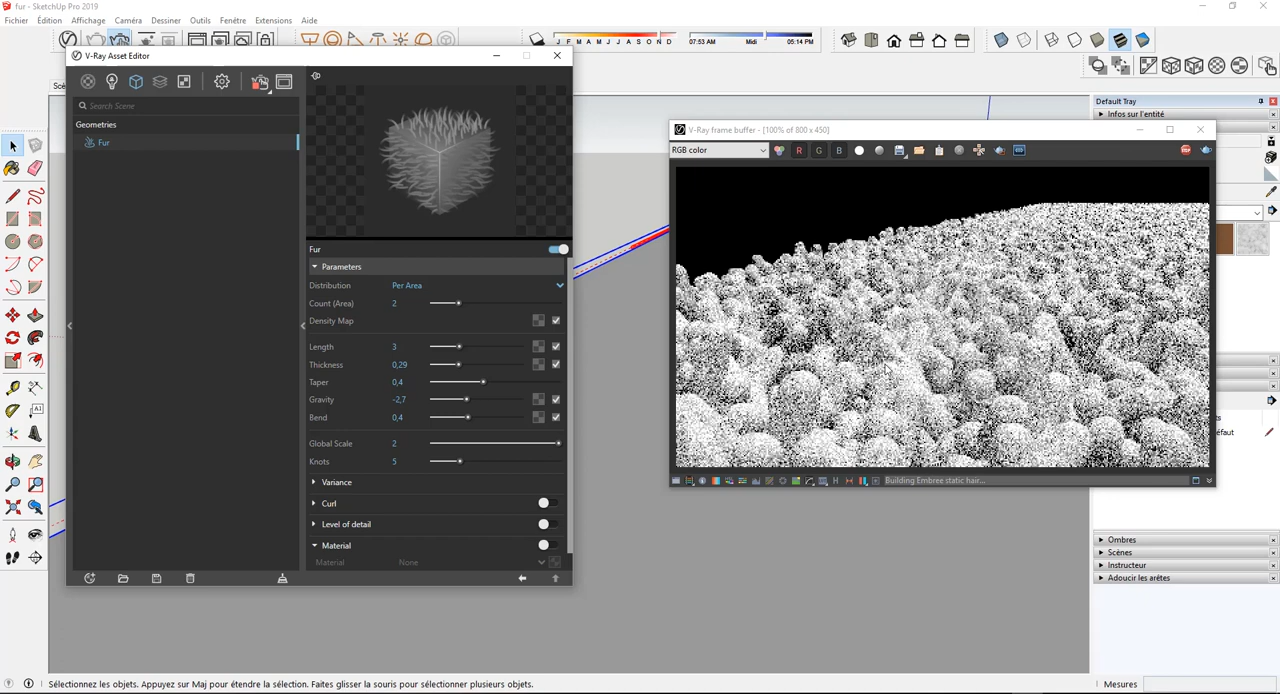 fur - SketchUp Pro 2019
Fichier Édition Affichage Caméra Dessiner Outils Fenêtre Extensions Aide
J F M A M J J A S O N D
07:53 AM Midi 05:14 PM
V-Ray Asset Editor
Search Scene
Geometries
Fur
Fur
Parameters
Distribution Per Area
Count (Area) 2
Density Map
Length 3
Thickness 0,29
Taper 0,4
Gravity -2,7
Bend 0,4
Global Scale 2
Knots 5
Variance
Curl
Level of detail
Material
Material None
V-Ray frame buffer - [100% of 800 x 450]
RGB color
R G B
Building Embree static hair...
Default Tray
Infos sur l'entité
Ombres
Scènes
Instructeur
Adoucir les arêtes
Sélectionnez les objets. Appuyez sur Maj pour étendre la sélection. Faites glisser la souris pour sélectionner plusieurs objets.
Mesures